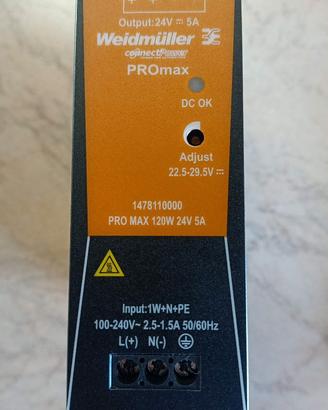 + + - -
Output:24V ⎓ 5A
Weidmüller
connectPower
PROmax
DC OK
Adjust
22.5-29.5V ⎓
1478110000
PRO MAX 120W 24V 5A
Input:1W+N+PE
100-240V~ 2.5-1.5A 50/60Hz
L(+) N(-)